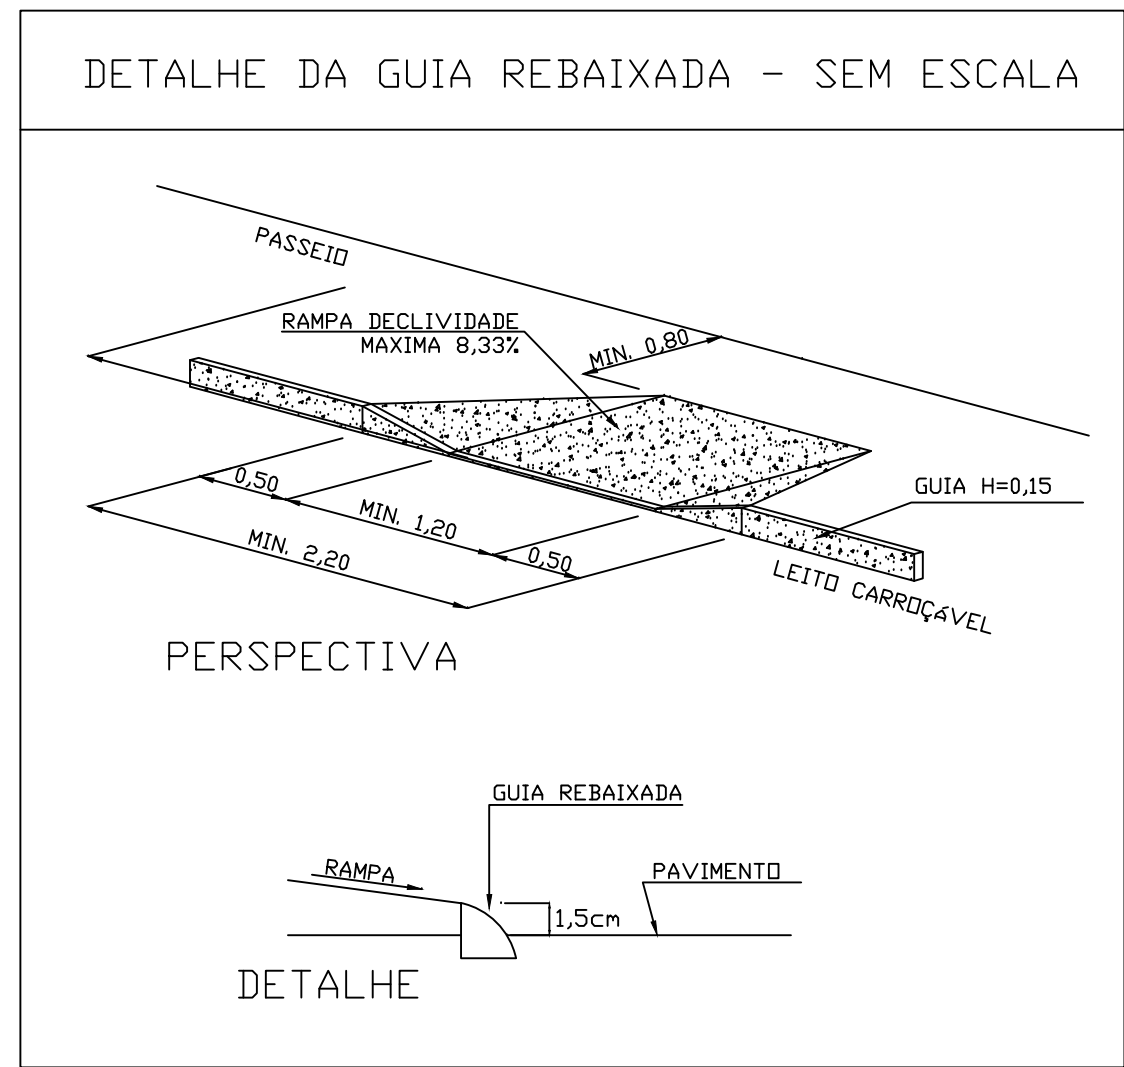 DETALHE DA GUIA REBAIXADA - SEM ESCALA
PASSEIO
RAMPA DECLIVIDADE
MAXIMA 8,33%
MIN. 0,80
GUIA H=0,15
0,50
MIN. 1,20
MIN. 2,20
0,50
LEITO CARROÇáVEL
PERSPECTIVA
GUIA REBAIXADA
RAMPA
PAVIMENTO
1,5cm
DETALHE